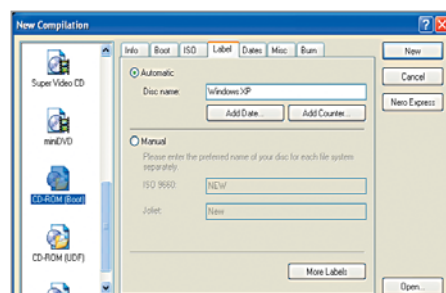 New Compilation
Super Video CD
miniDVD
CD-ROM (Boot)
CD-ROM (UDF)
Info Boot ISO Label Dates Misc Burn
Automatic
Disc name: Windows XP
Add Date... Add Counter...
Manual
Please enter the preferred name of your disc for each file system
separately.
ISO 9660: NEW
Joliet: New
More Labels
New
Cancel
Nero Express
Open...